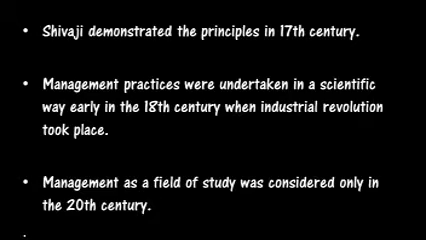 • Shivaji demonstrated the principles in 17th century.
• Management practices were undertaken in a scientific
way early in the 18th century when industrial revolution
took place.
• Management as a field of study was considered only in
the 20th century.
.